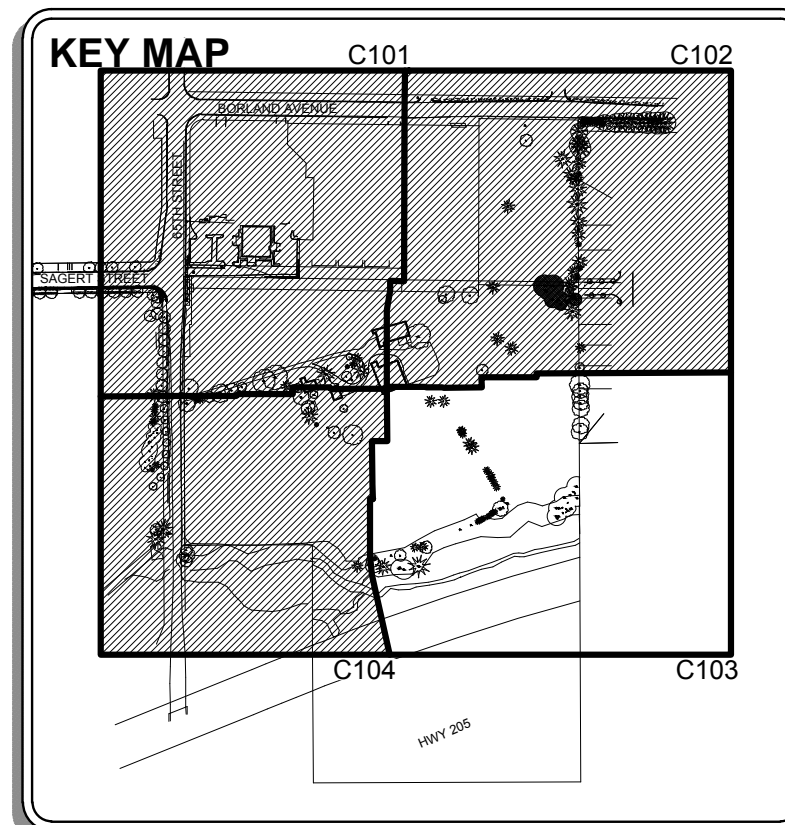 KEY MAP
C101
C102
BORLAND AVENUE
65TH STREET
SAGERT STREET
C104
C103
HWY 205